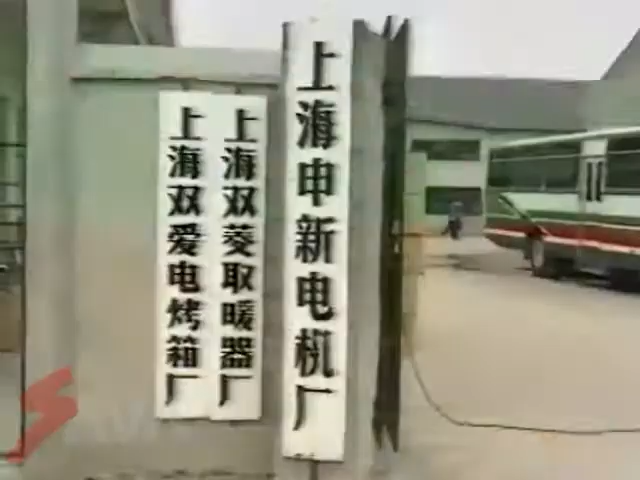 上海申新电机厂
上海双菱取暖器厂
上海双爱电烤箱厂